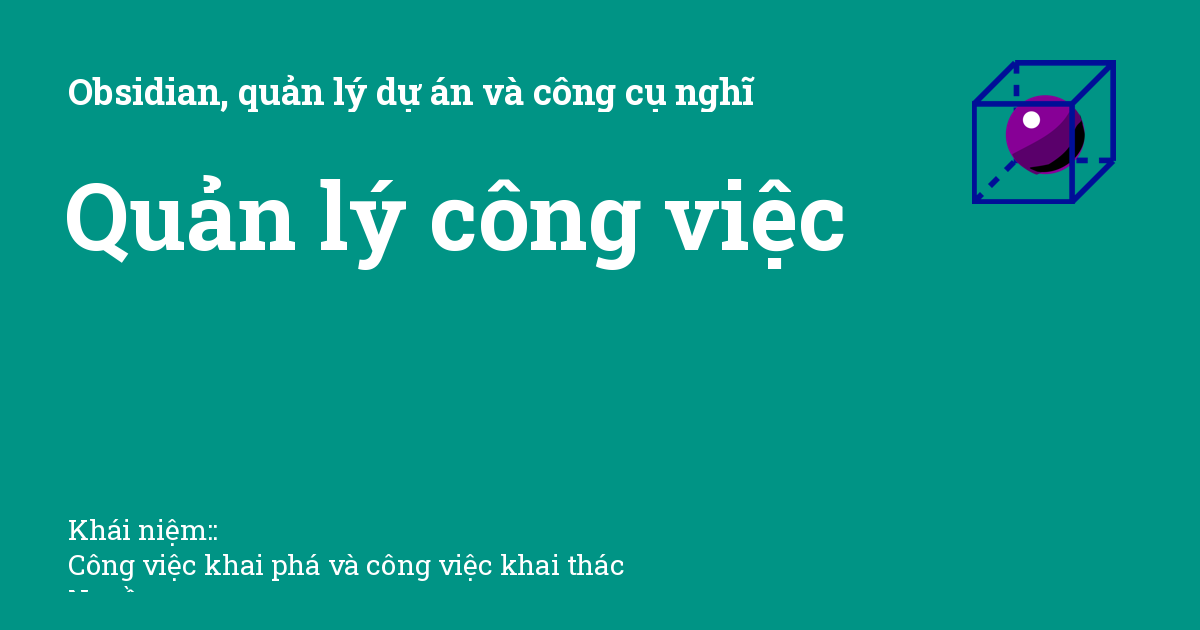 Obsidian, quản lý dự án và công cụ nghĩ
Quản lý công việc
Khái niệm::
Công việc khai phá và công việc khai thác